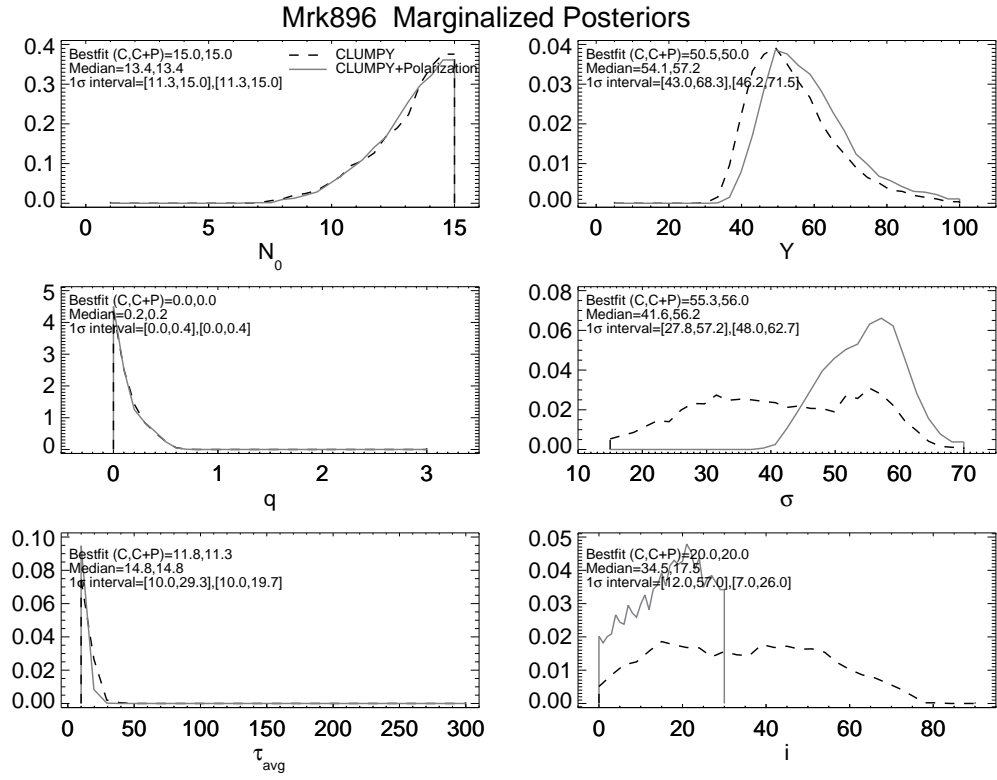 Mrk896 Marginalized Posteriors
Bestfit (C,C+P)=15.0,15.0
Median=13.4,13.4
1σ interval=[11.3,15.0],[11.3,15.0]
CLUMPY
CLUMPY+Polarization
0.4
0.3
0.2
0.1
0.0
0 5 10 15
N0
Bestfit (C,C+P)=50.5,50.0
Median=54.1,57.2
1σ interval=[43.0,68.3],[46.2,71.5]
0.04
0.03
0.02
0.01
0.00
0 20 40 60 80 100
Y
Bestfit (C,C+P)=0.0,0.0
Median=0.2,0.2
1σ interval=[0.0,0.4],[0.0,0.4]
5
4
3
2
1
0
0 1 2 3
q
Bestfit (C,C+P)=55.3,56.0
Median=41.6,56.2
1σ interval=[27.8,57.2],[48.0,62.7]
0.08
0.06
0.04
0.02
0.00
10 20 30 40 50 60 70
σ
Bestfit (C,C+P)=11.8,11.3
Median=14.8,14.8
1σ interval=[10.0,29.3],[10.0,19.7]
0.10
0.08
0.06
0.04
0.02
0.00
0 50 100 150 200 250 300
τavg
Bestfit (C,C+P)=20.0,20.0
Median=34.5,17.5
1σ interval=[12.0,57.0],[7.0,26.0]
0.05
0.04
0.03
0.02
0.01
0.00
0 20 40 60 80
i